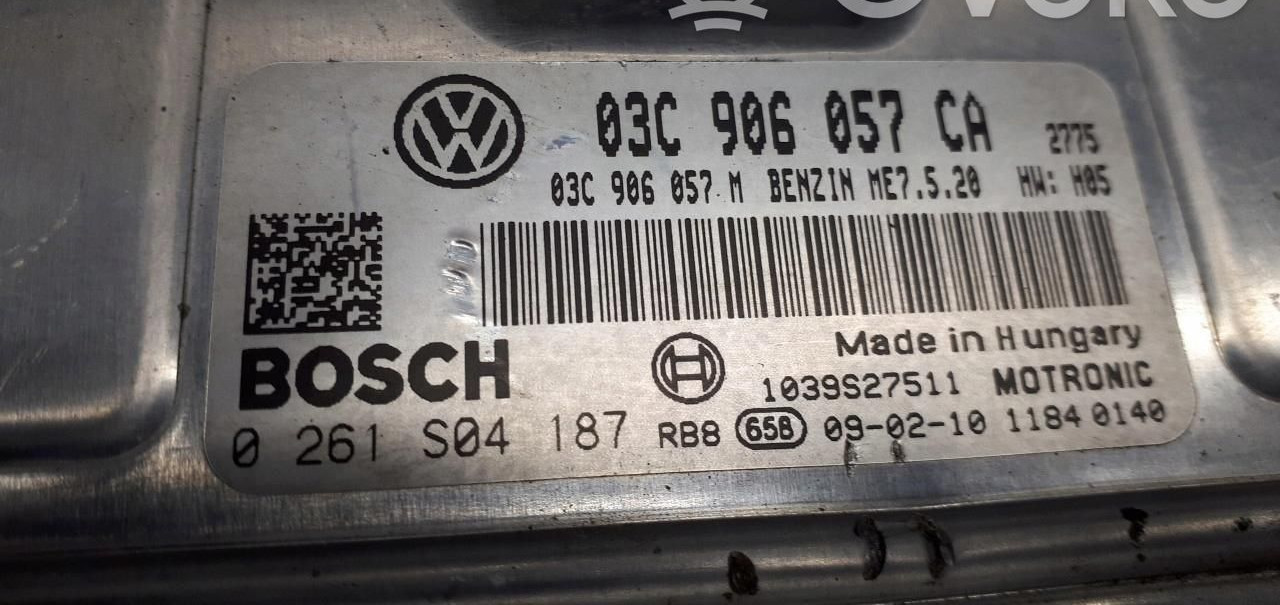 03C 906 057 CA 2775
03C 906 057 M BENZIN ME7.5.20 HW: H05
Made in Hungary
BOSCH
1039S27511 MOTRONIC
0 261 S04 187 RB8 65B 09-02-10 1184 0140